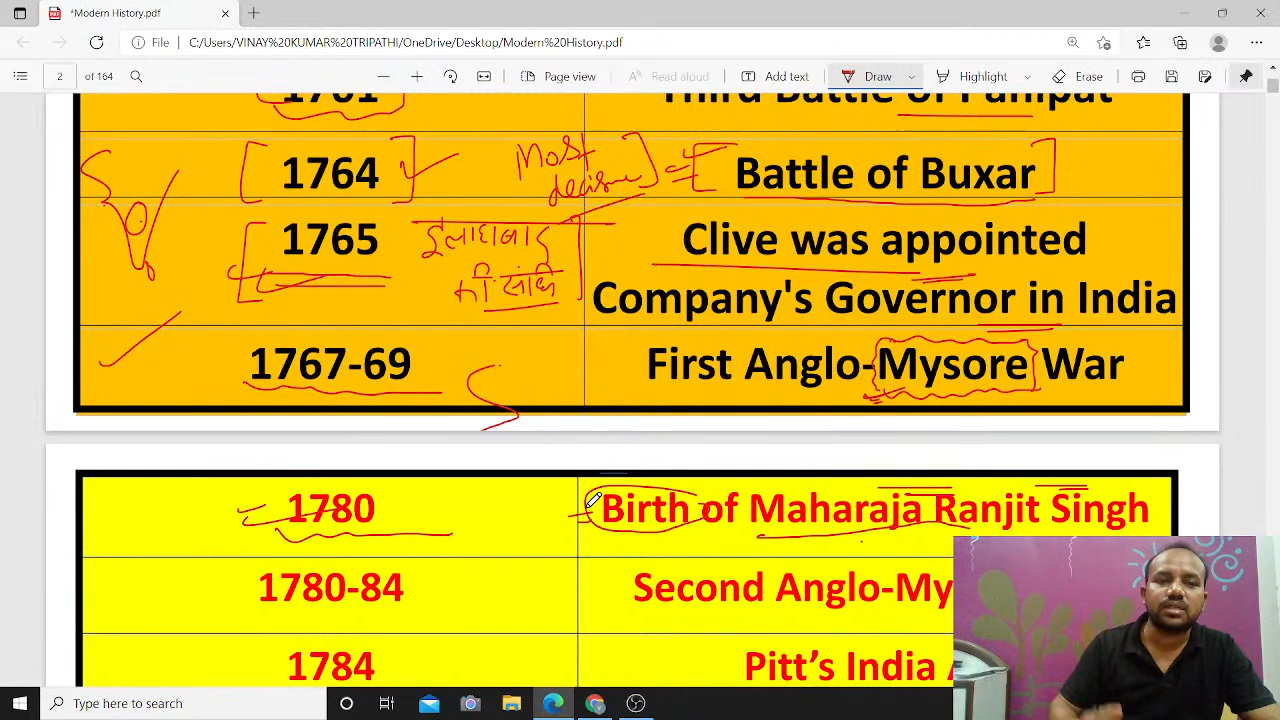 *Modern History.pdf
File
C:/Users/VINAY%20KUMAR%20TRIPATHI/OneDrive/Desktop/Modern%20History.pdf
2 of 164
Page view
Read aloud
Add text
Draw
Highlight
Erase
1761 Third Battle of Panipat
1764 Most decisive Battle of Buxar
1765 इलाहाबाद की संधि Clive was appointed
Company's Governor in India
1767-69 First Anglo-Mysore War
1780 Birth of Maharaja Ranjit Singh
1780-84 Second Anglo-My
1784 Pitt's India A
Type here to search